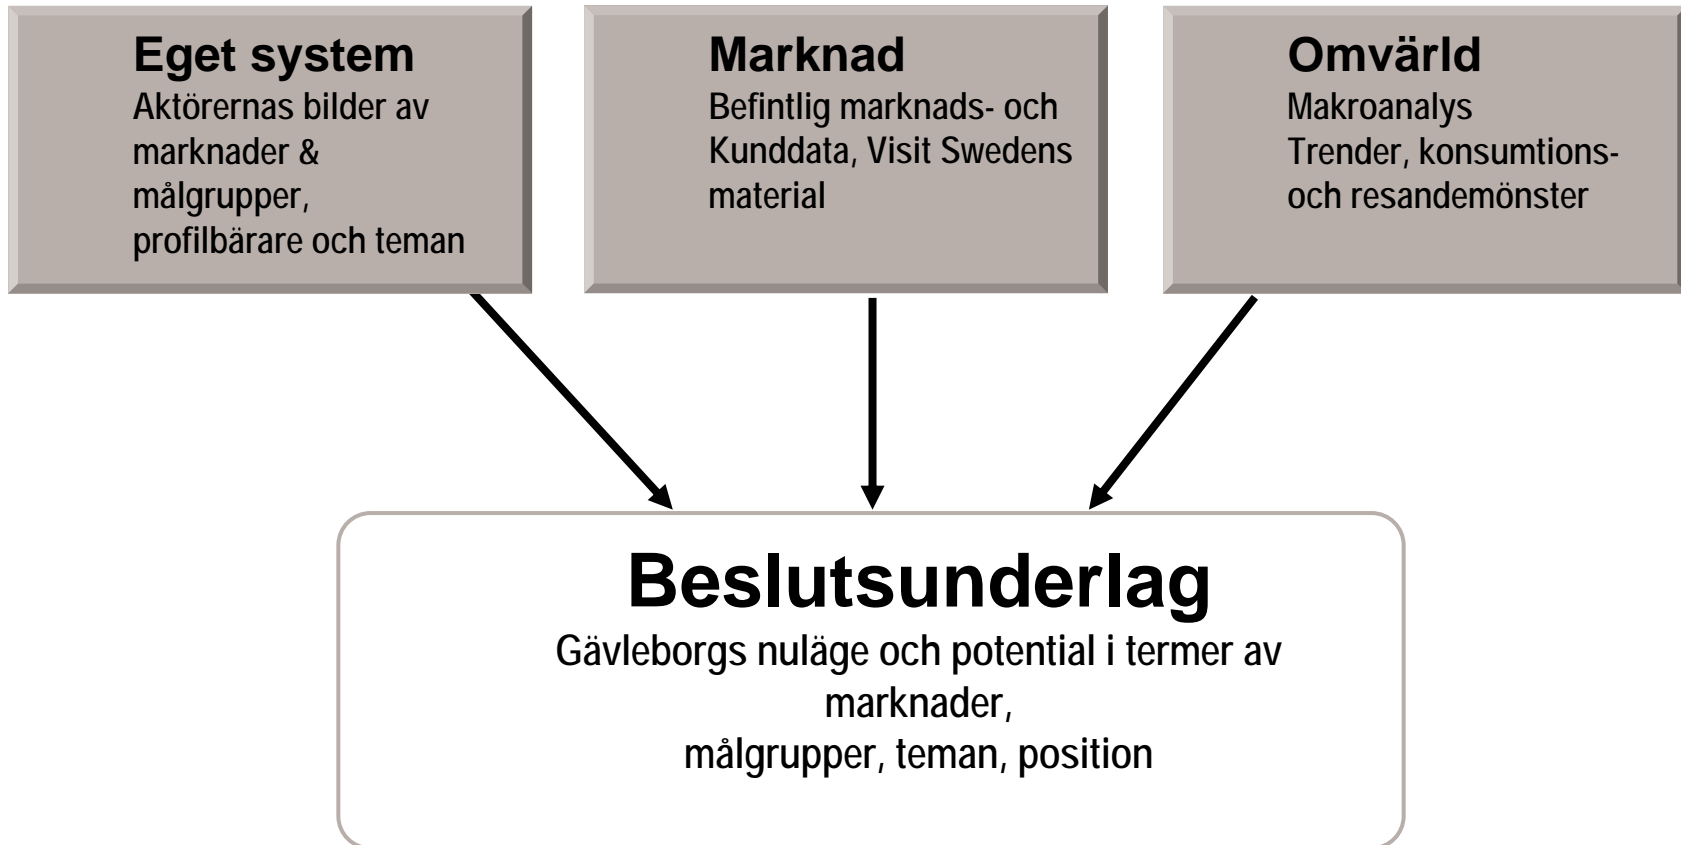 Eget system
Aktörernas bilder av
marknader &
målgrupper,
profilbärare och teman
Marknad
Befintlig marknads- och
Kunddata, Visit Swedens
material
Omvärld
Makroanalys
Trender, konsumtions-
och resandemönster
Beslutsunderlag
Gävleborgs nuläge och potential i termer av
marknader,
målgrupper, teman, position